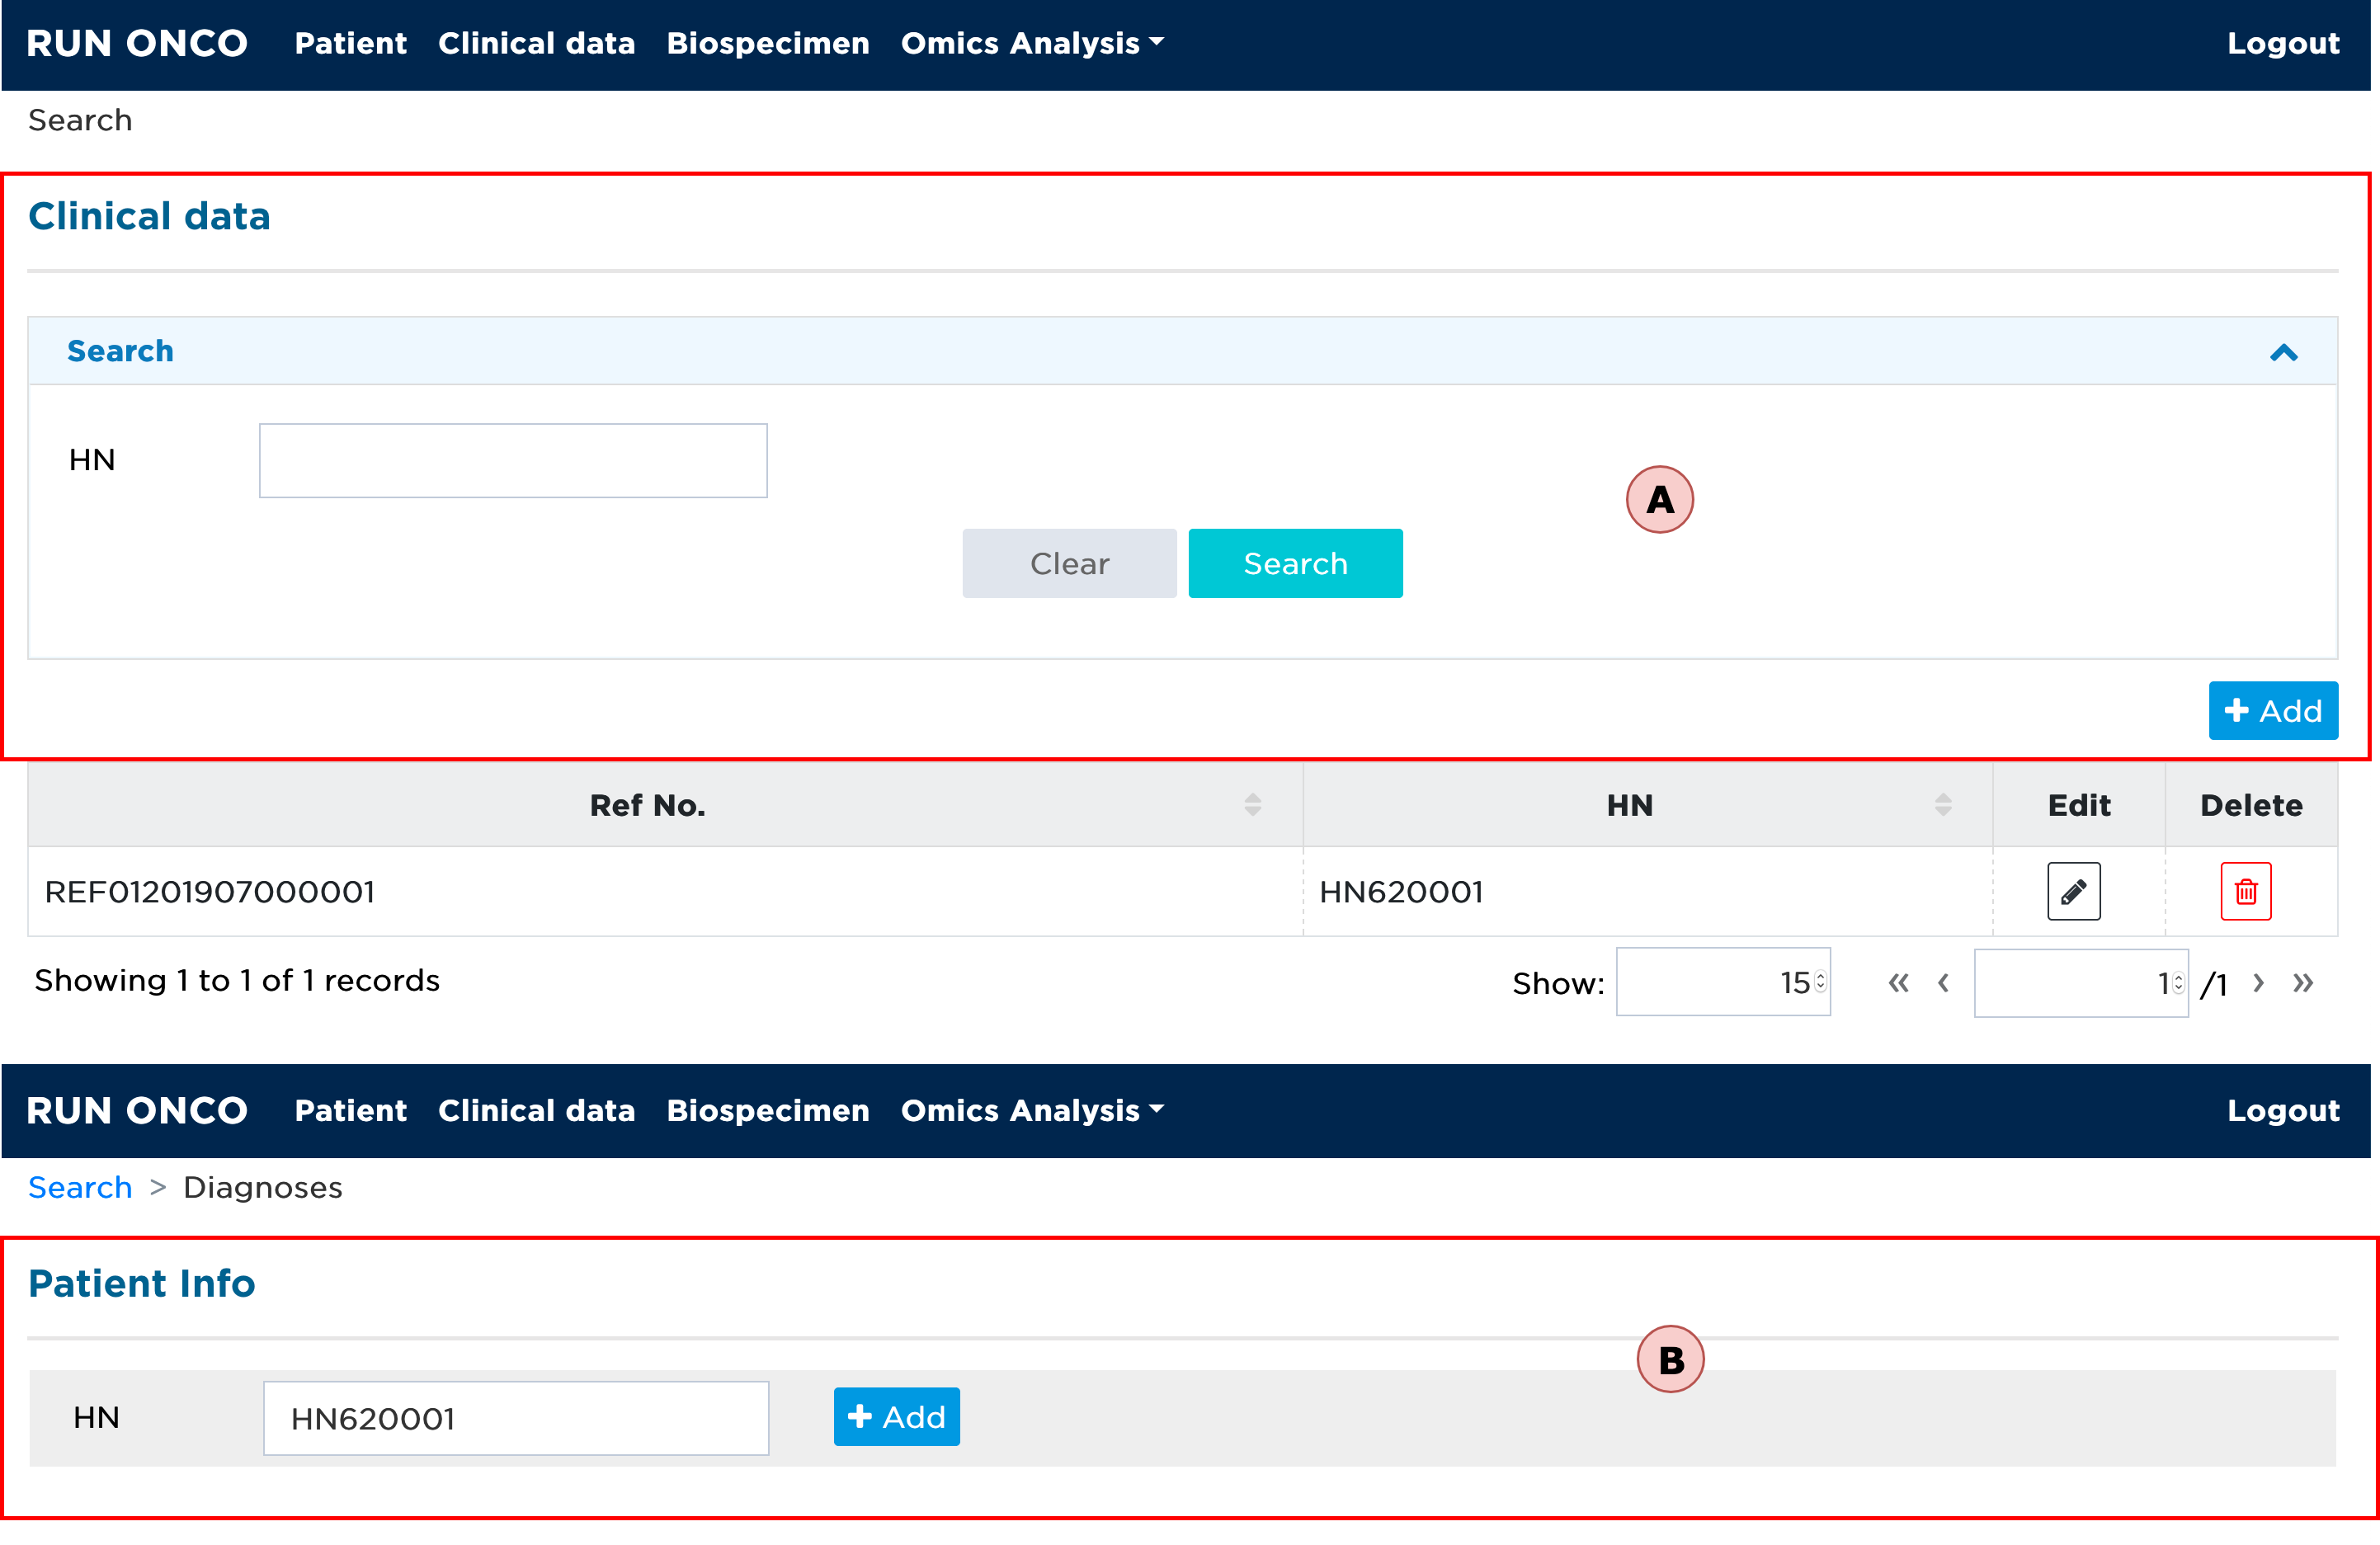 RUN ONCO Patient Clinical data Biospecimen Omics Analysis Logout
Search
Clinical data
Search
HN
A
Clear Search
+ Add
Ref No. HN Edit Delete
REF01201907000001 HN620001
Showing 1 to 1 of 1 records Show: 15 « ‹ 1 /1 › »
RUN ONCO Patient Clinical data Biospecimen Omics Analysis Logout
Search > Diagnoses
Patient Info
B
HN HN620001 + Add